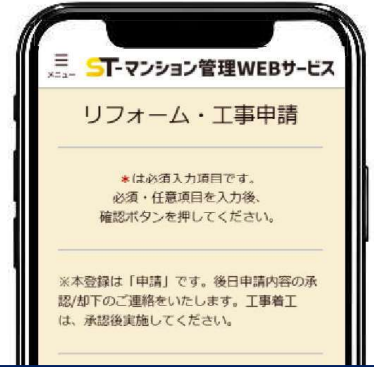 メニュー
ST-マンション管理WEBサービス
リフォーム・工事申請
*は必須入力項目です。
必須・任意項目を入力後、
確認ボタンを押してください。
※本登録は「申請」です。後日申請内容の承
認/却下のご連絡をいたします。工事着工
は、承認後実施してください。